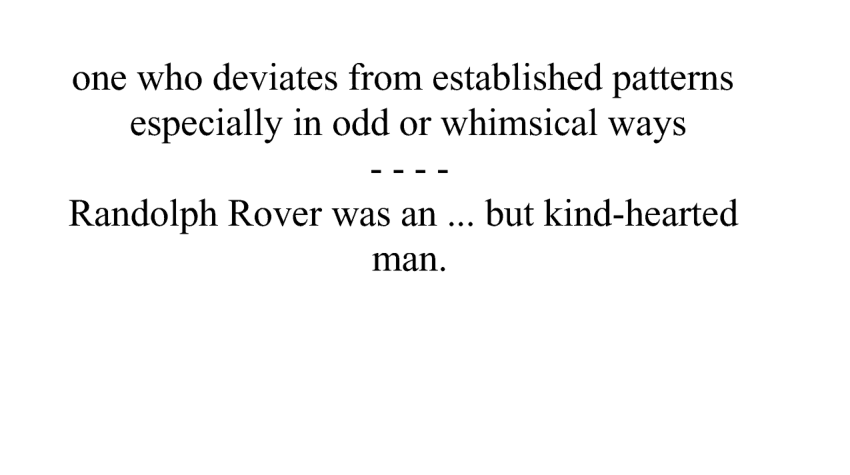 one who deviates from established patterns
especially in odd or whimsical ways
- - - -
Randolph Rover was an ... but kind-hearted
man.